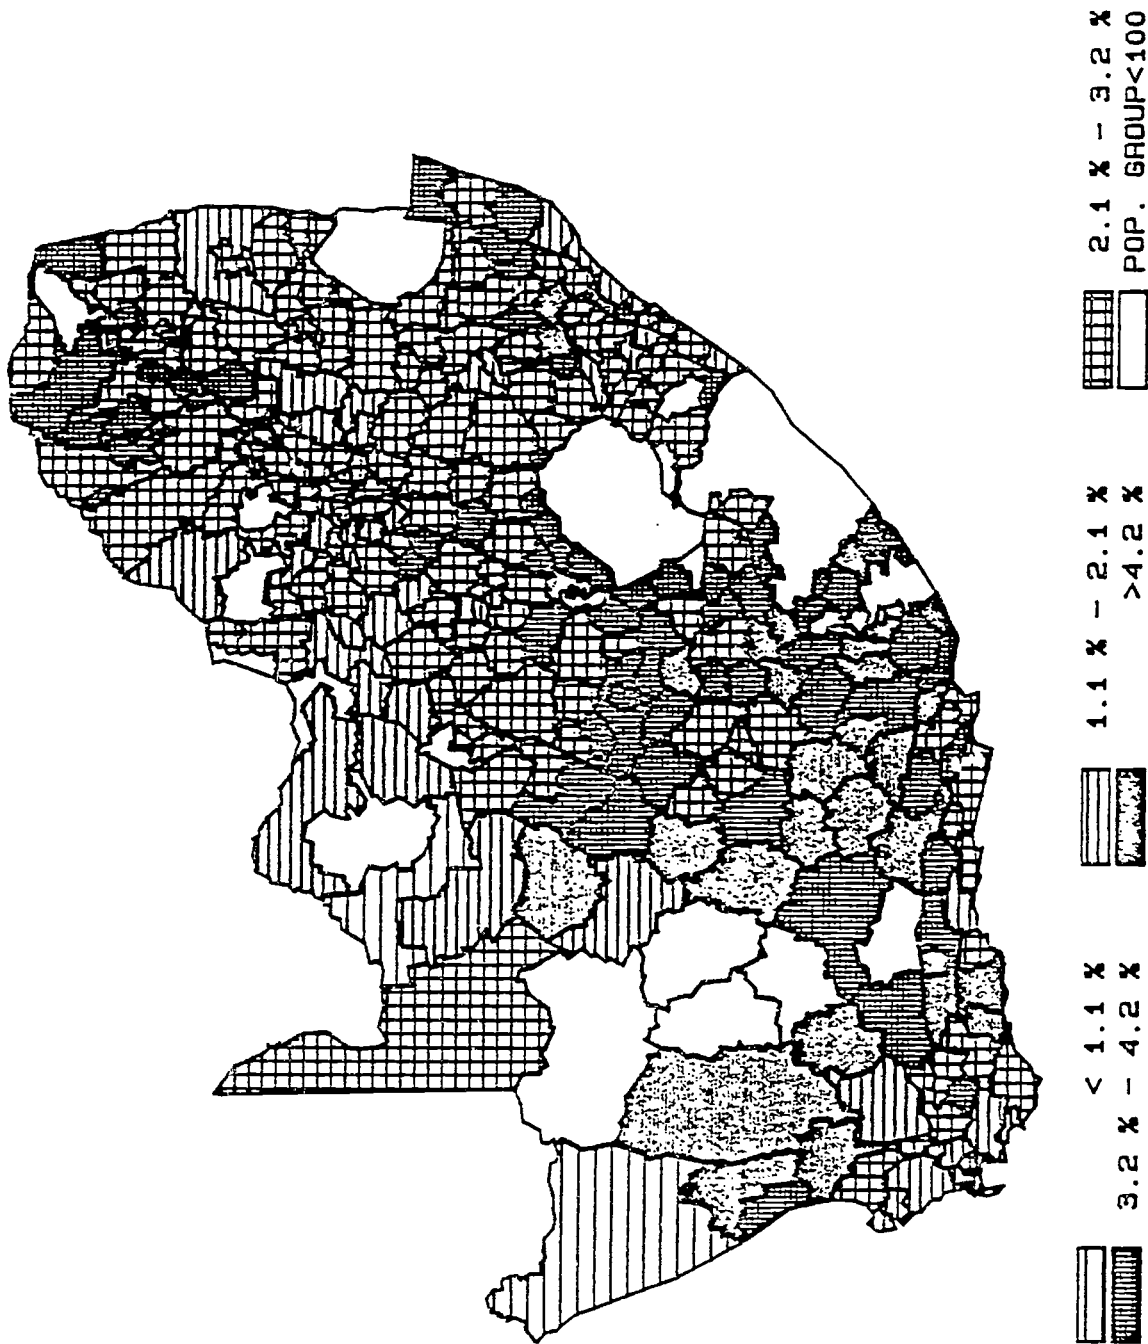 < 1.1 % 1.1 % - 2.1 % 2.1 % - 3.2 %
3.2 % - 4.2 % >4.2 % POP. GROUP<100